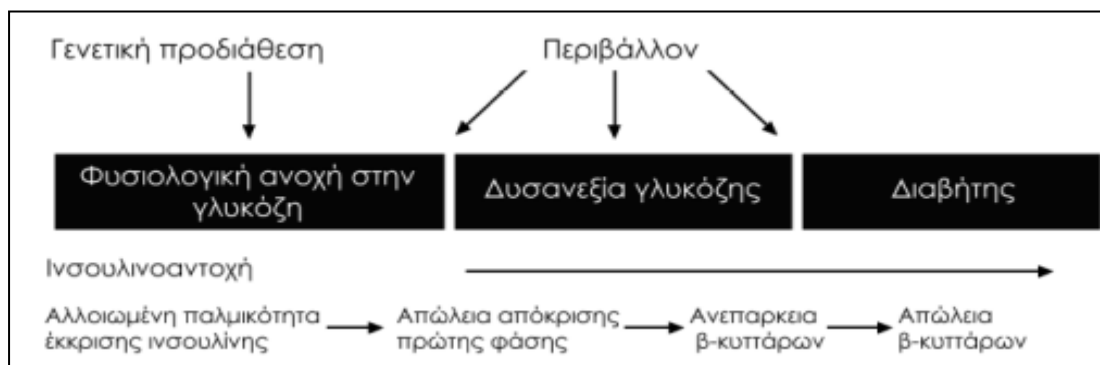 Γενετική προδιάθεση Περιβάλλον
Φυσιολογική ανοχή στην
γλυκόζη
Δυσανεξία γλυκόζης
Διαβήτης
Ινσουλινοαντοχή
Αλλοιωμένη παλμικότητα
έκκρισης ινσουλίνης
Απώλεια απόκρισης
πρώτης φάσης
Ανεπαρκεια
β-κυττάρων
Απώλεια
β-κυττάρων